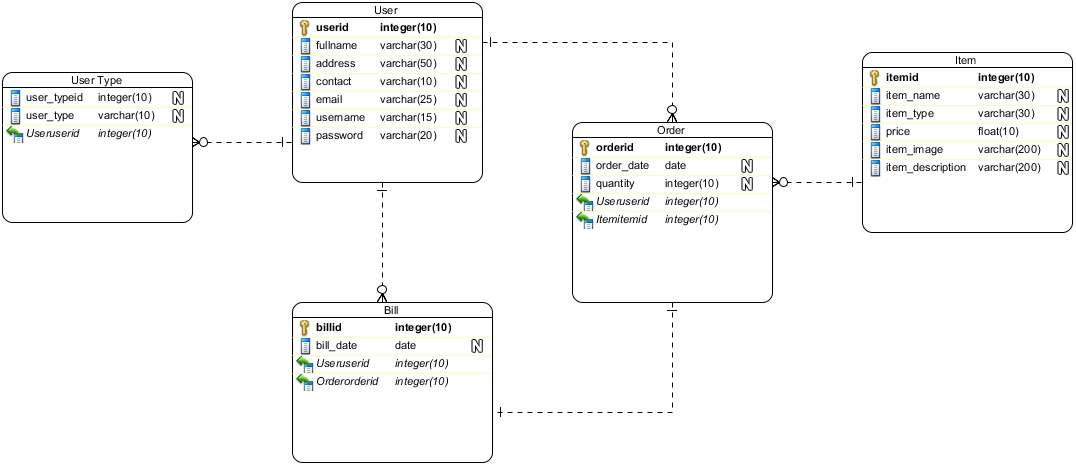 User
userid integer(10)
fullname varchar(30) N
address varchar(50) N
contact varchar(10) N
email varchar(25) N
username varchar(15) N
password varchar(20) N
User Type
user_typeid integer(10) N
user_type varchar(10) N
Useruserid integer(10)
Item
itemid integer(10)
item_name varchar(30) N
item_type varchar(30) N
price float(10) N
item_image varchar(200) N
item_description varchar(200) N
Order
orderid integer(10)
order_date date N
quantity integer(10) N
Useruserid integer(10)
Itemitemid integer(10)
Bill
billid integer(10)
bill_date date N
Useruserid integer(10)
Orderorderid integer(10)